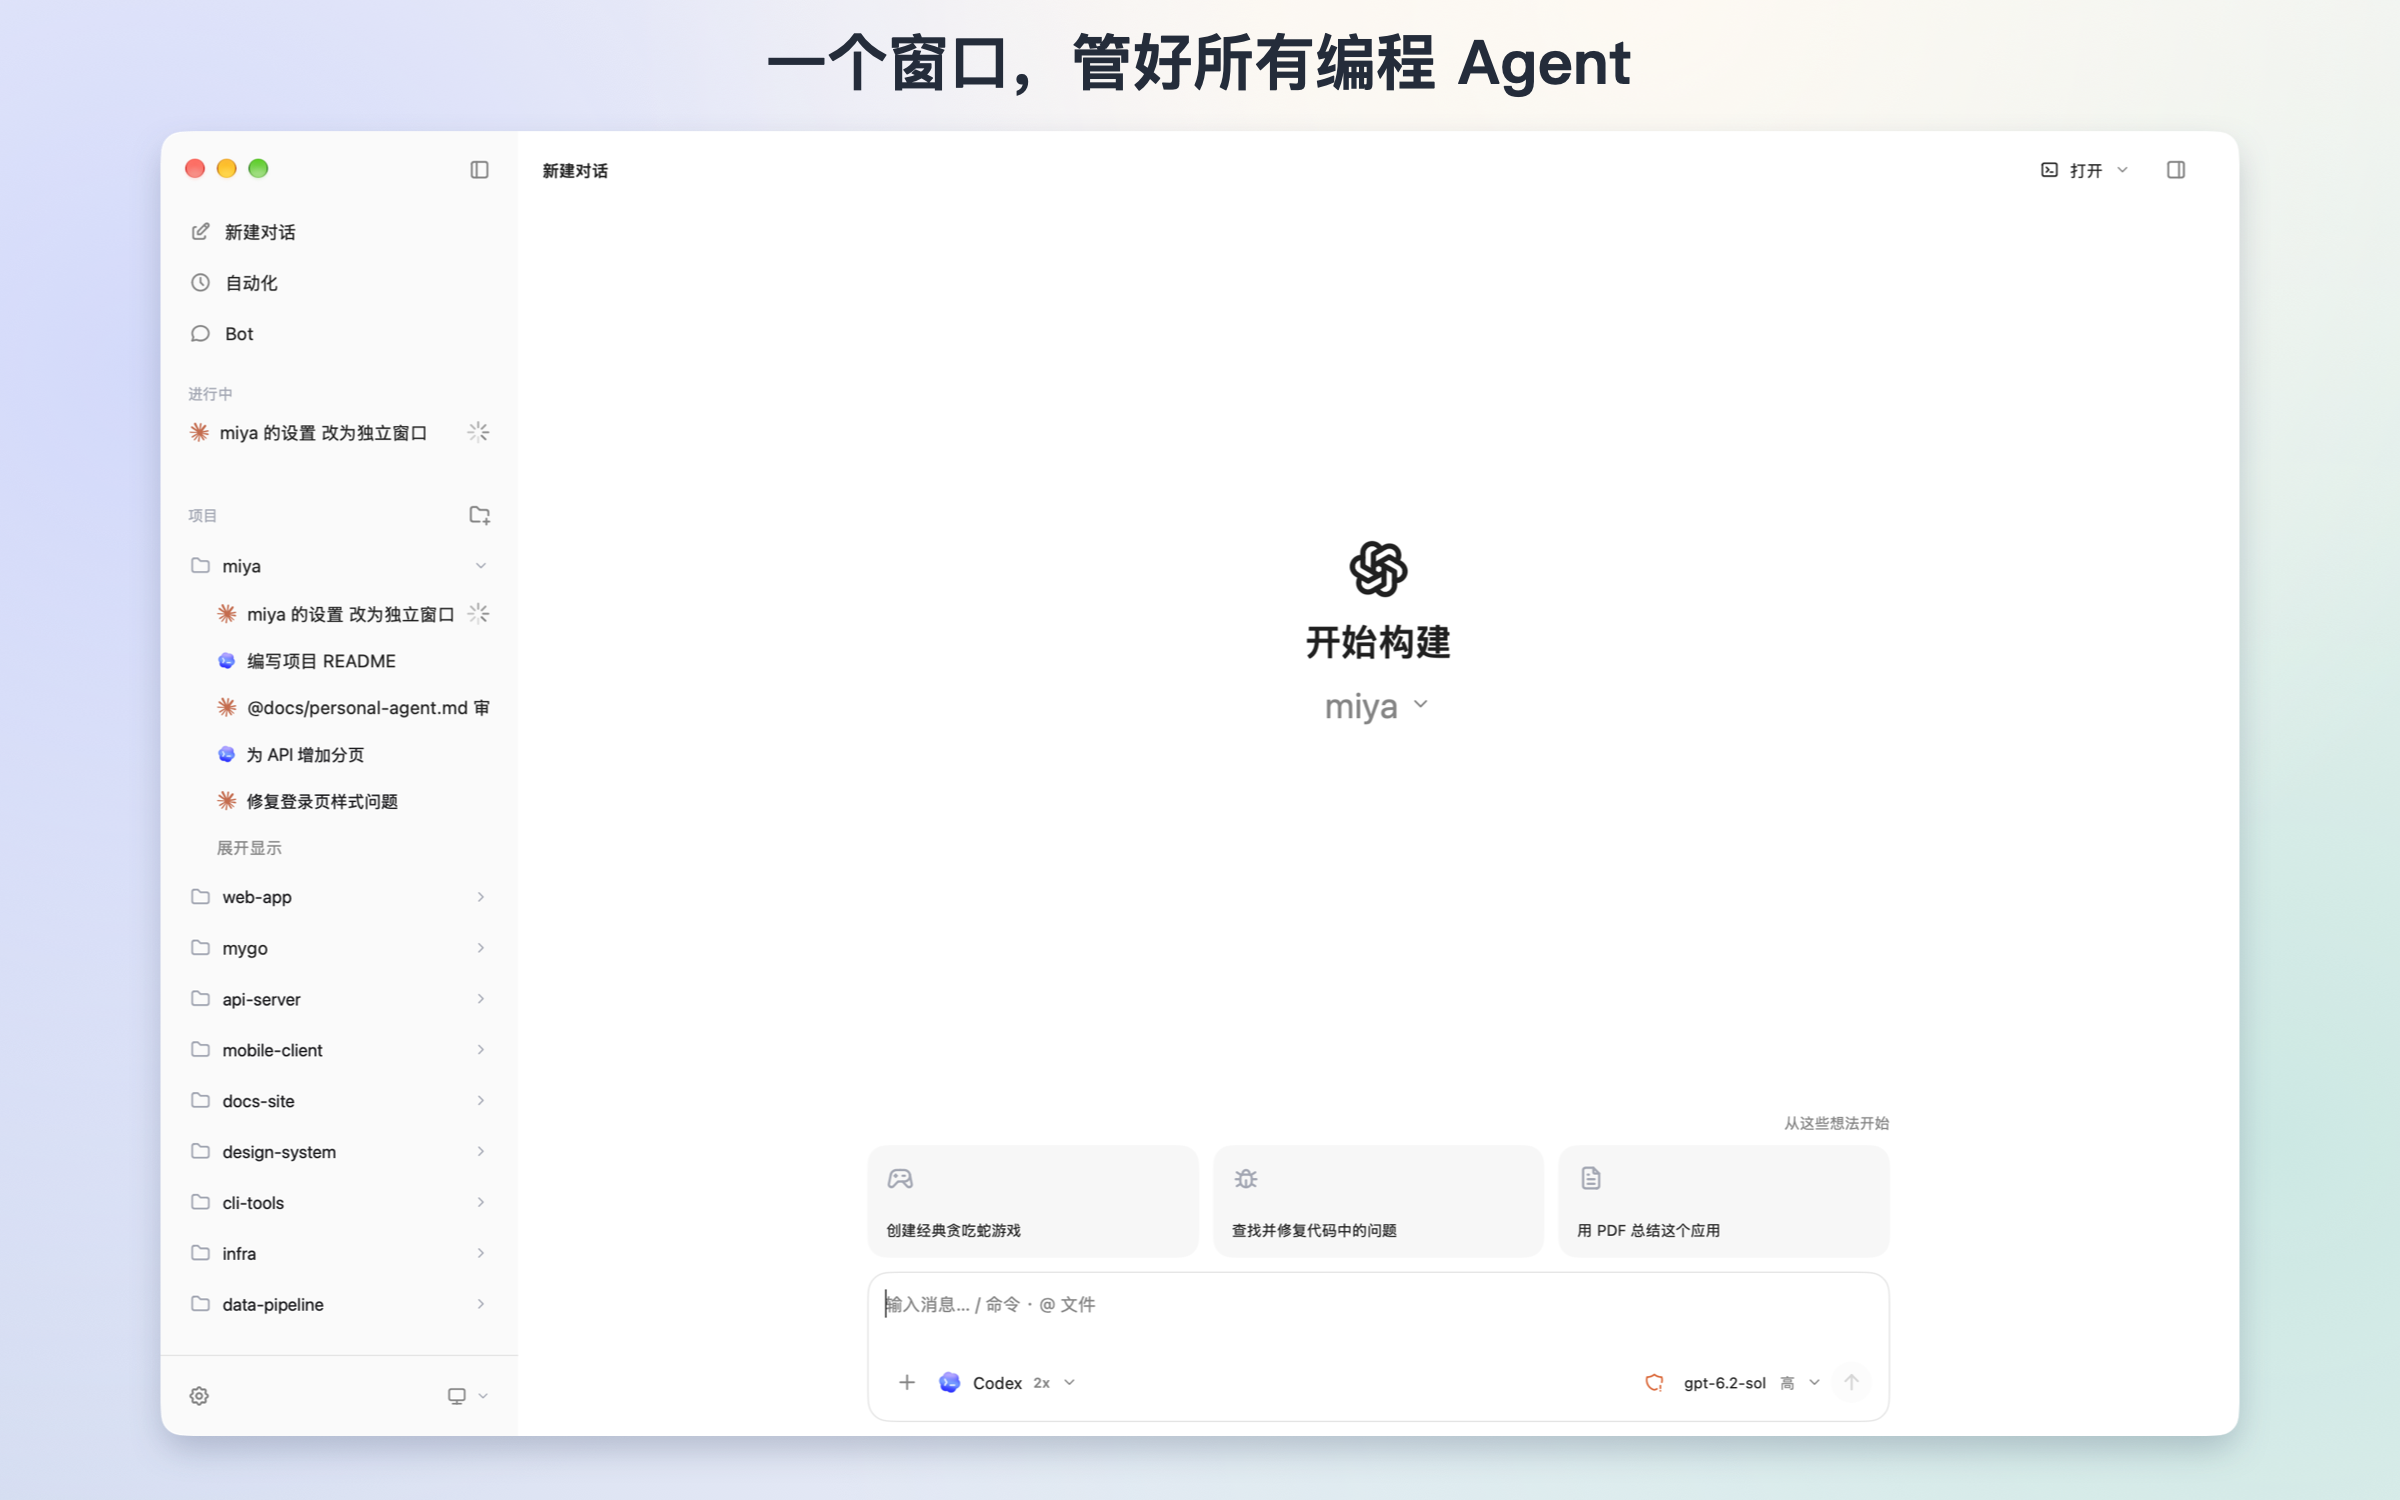 一个窗口，管好所有编程 Agent
新建对话
打开
新建对话
自动化
Bot
进行中
miya 的设置 改为独立窗口
项目
miya
miya 的设置 改为独立窗口
编写项目 README
@docs/personal-agent.md 审
为 API 增加分页
修复登录页样式问题
展开显示
web-app
mygo
api-server
mobile-client
docs-site
design-system
cli-tools
infra
data-pipeline
开始构建
miya
从这些想法开始
创建经典贪吃蛇游戏
查找并修复代码中的问题
用 PDF 总结这个应用
输入消息... / 命令 · @ 文件
Codex 2x
gpt-6.2-sol 高